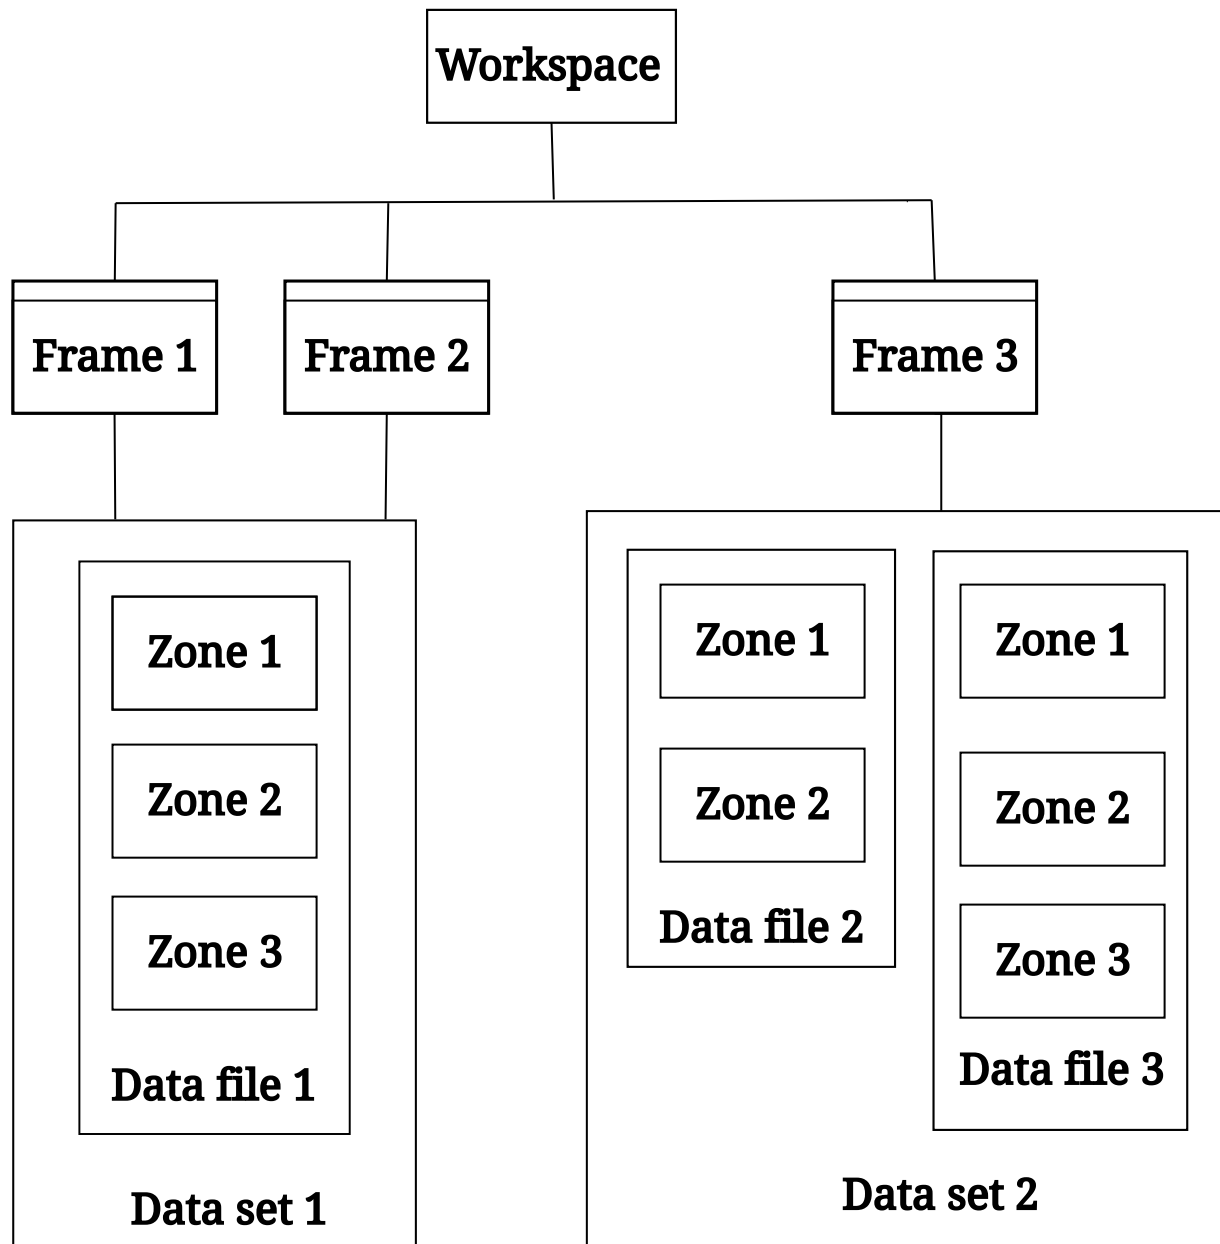 Workspace
Frame 1
Frame 2
Frame 3
Zone 1
Zone 2
Zone 3
Data file 1
Data set 1
Zone 1
Zone 2
Data file 2
Zone 1
Zone 2
Zone 3
Data file 3
Data set 2